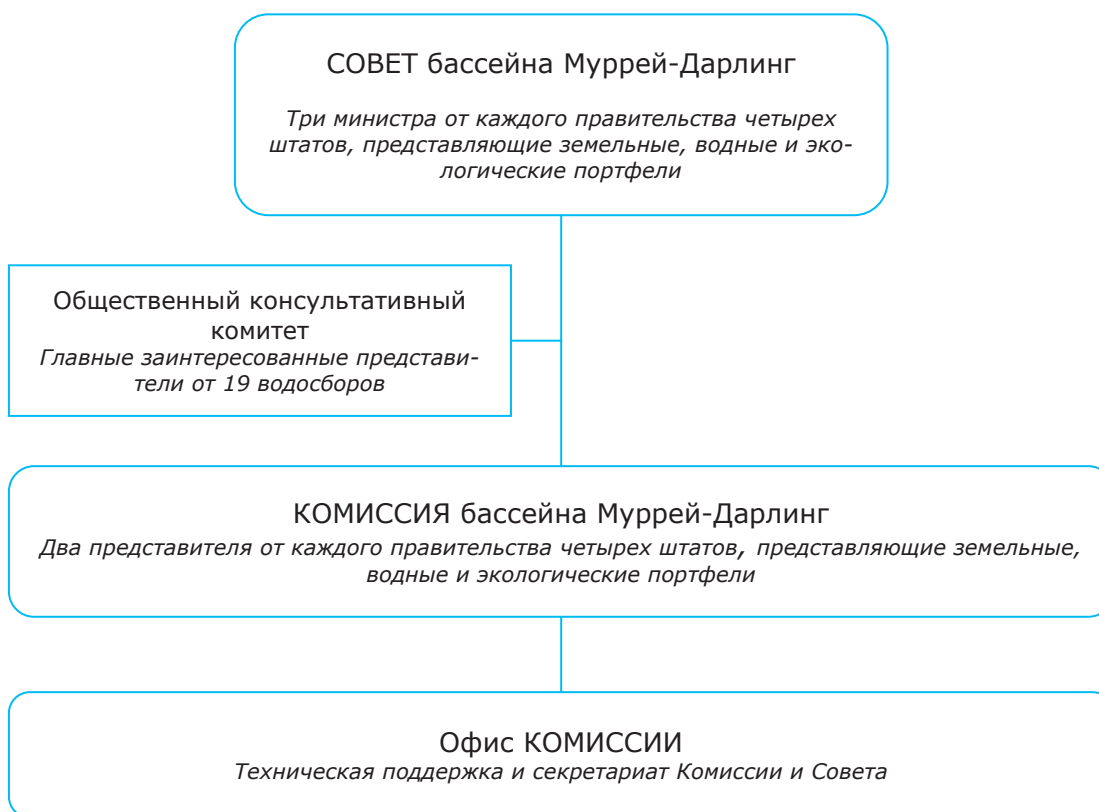 СОВЕТ бассейна Муррей-Дарлинг
Три министра от каждого правительства четырех
штатов, представляющие земельные, водные и эко-
логические портфели
Общественный консультативный
комитет
Главные заинтересованные представи-
тели от 19 водосборов
КОМИССИЯ бассейна Муррей-Дарлинг
Два представителя от каждого правительства четырех штатов, представляющие земельные,
водные и экологические портфели
Офис КОМИССИИ
Техническая поддержка и секретариат Комиссии и Совета